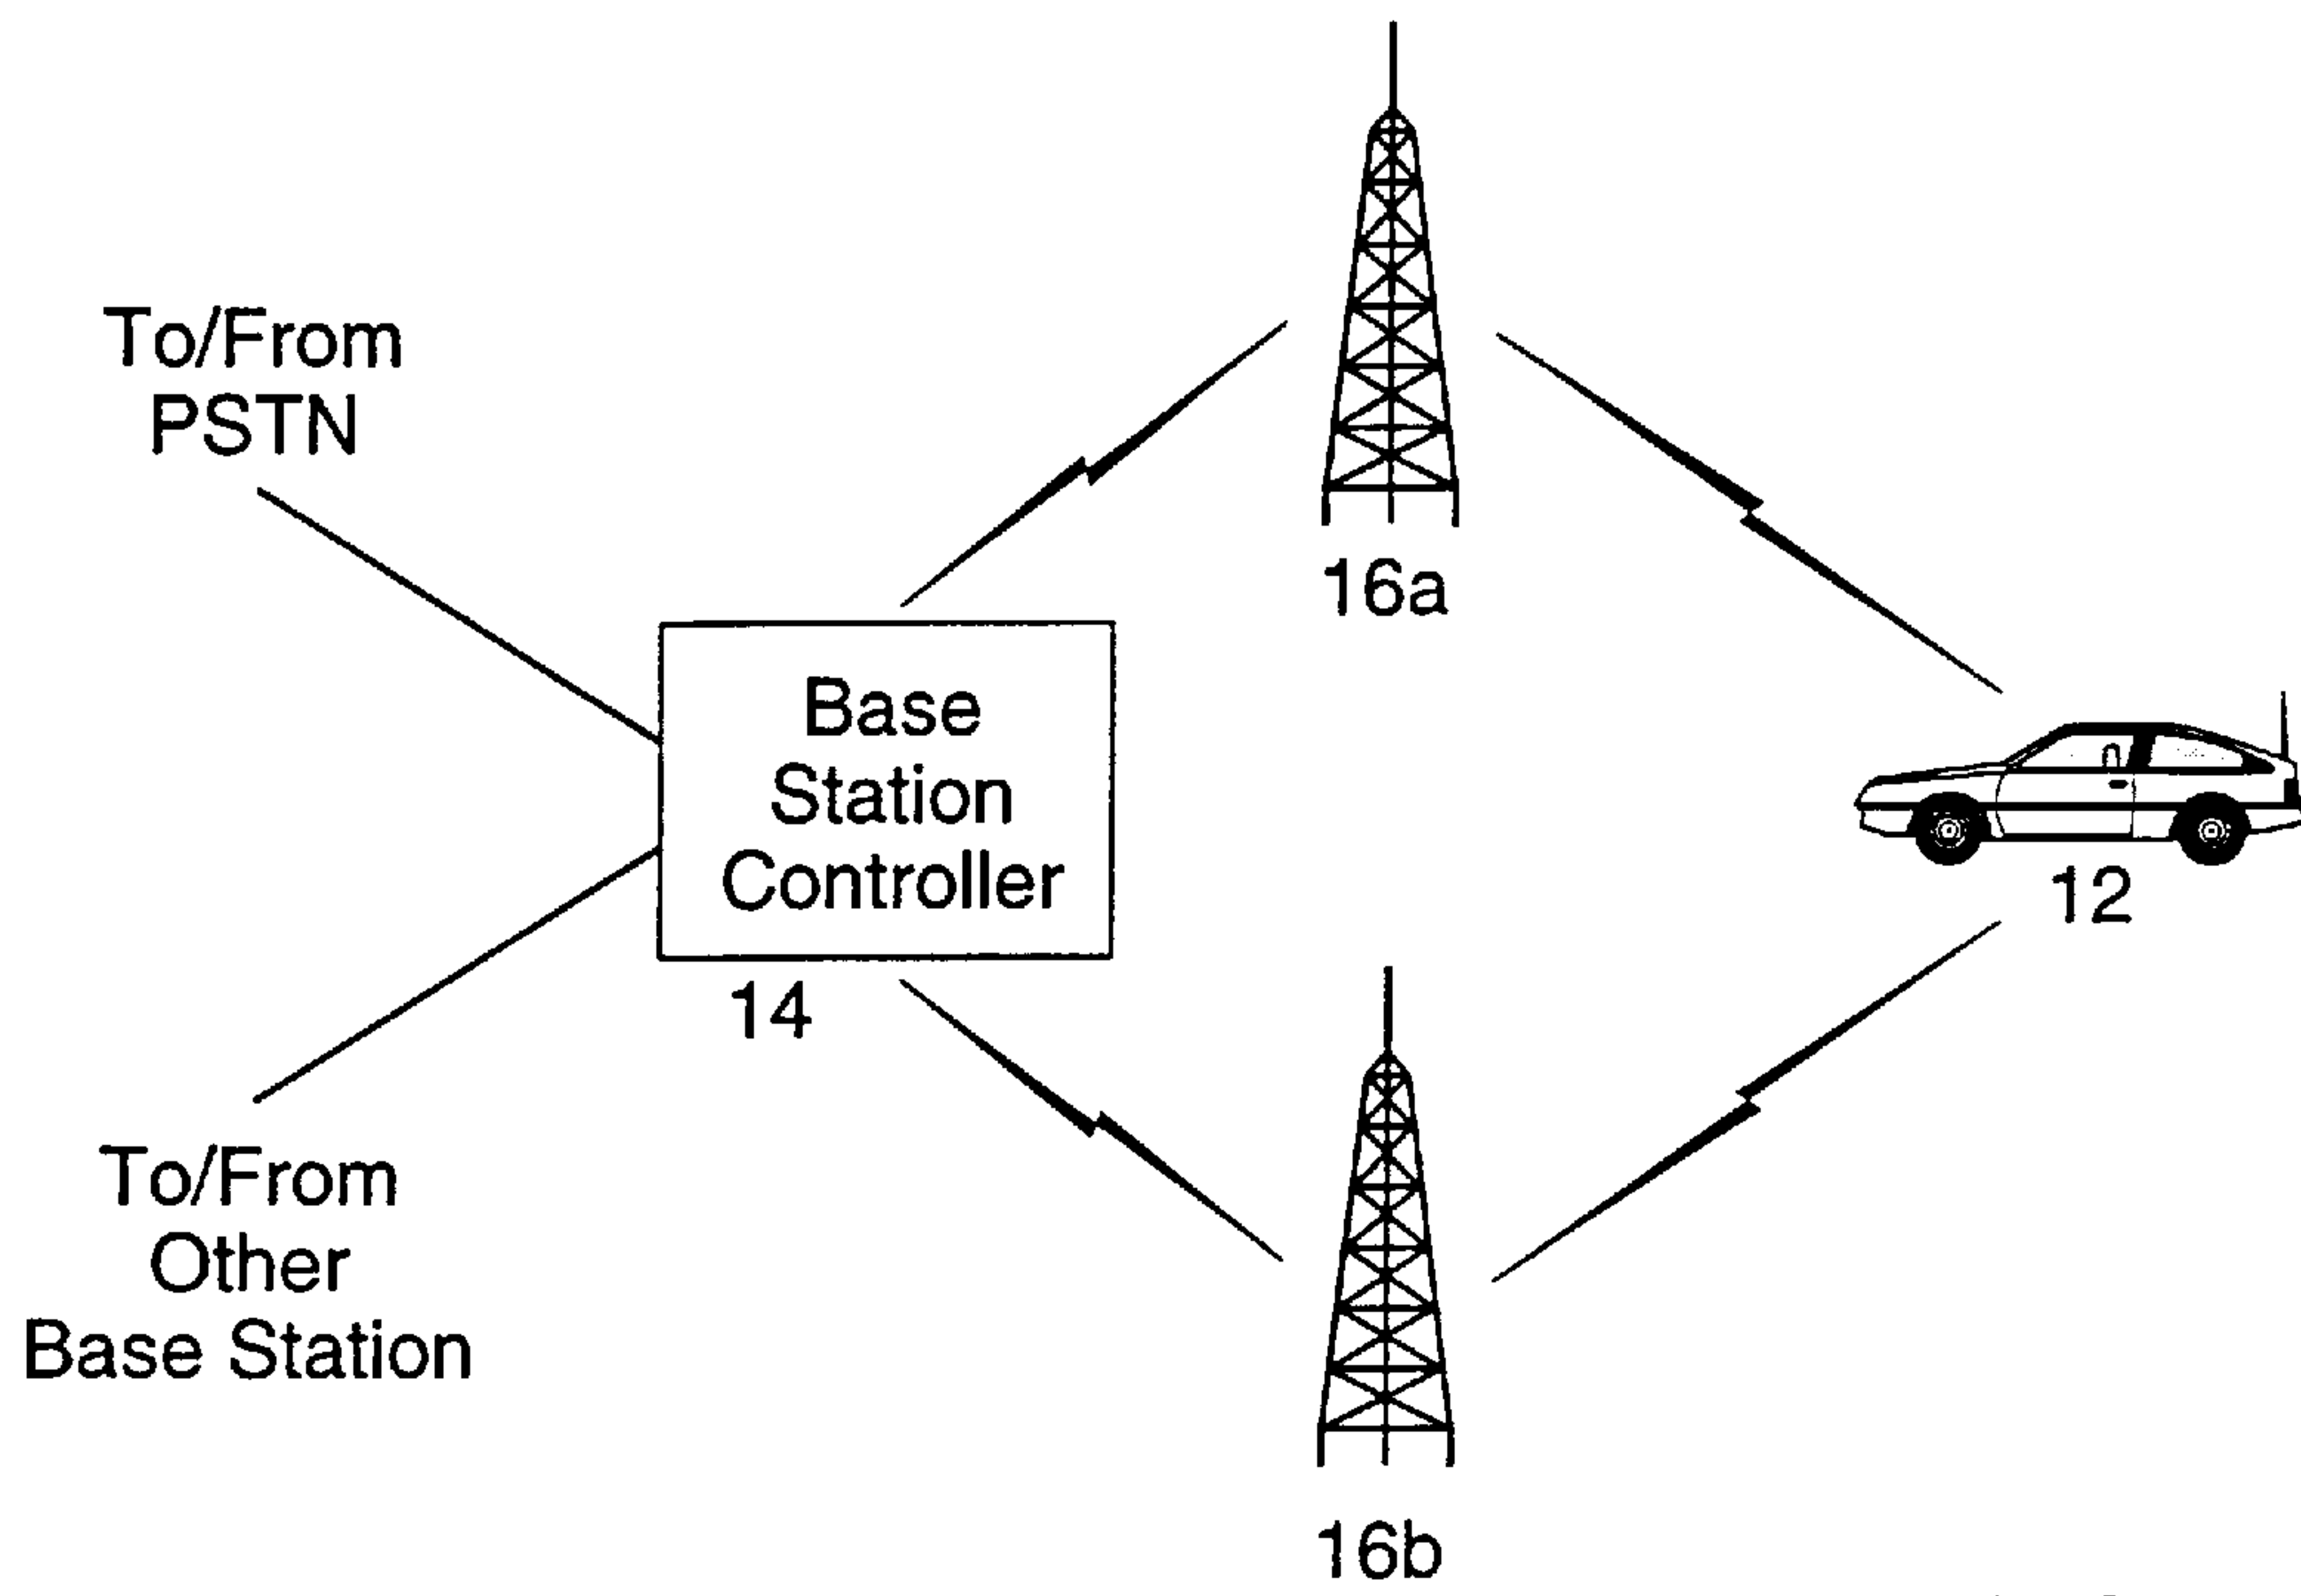 To/From
PSTN
16a
Base
Station
Controller
14
12
To/From
Other
Base Station
16b